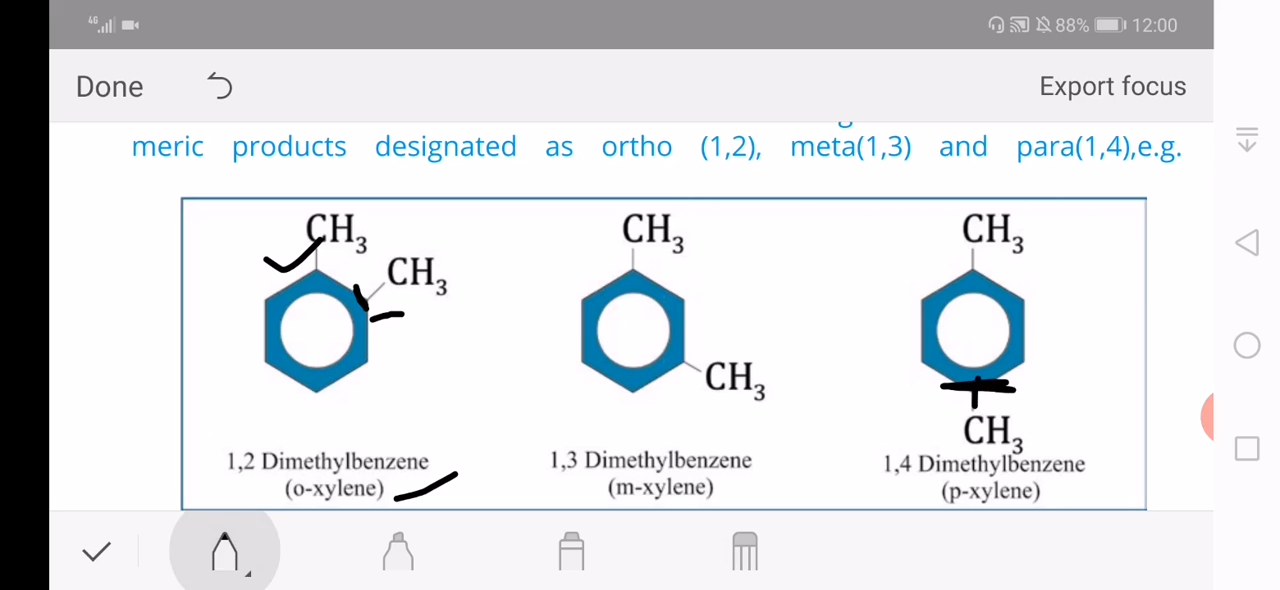 4G 88% 12:00
Done Export focus
meric products designated as ortho (1,2), meta(1,3) and para(1,4),e.g.
CH3 CH3 CH3
CH3
CH3
CH3
1,2 Dimethylbenzene 1,3 Dimethylbenzene 1,4 Dimethylbenzene
(o-xylene) (m-xylene) (p-xylene)